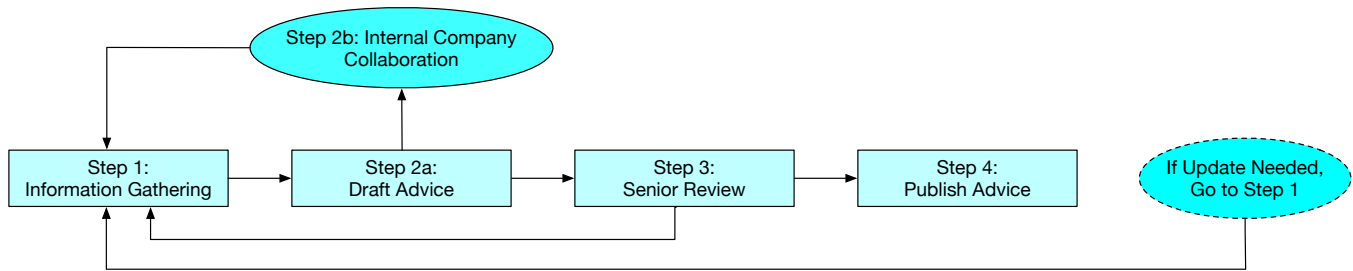 Step 2b: Internal Company
Collaboration
Step 1:
Information Gathering
Step 2a:
Draft Advice
Step 3:
Senior Review
Step 4:
Publish Advice
If Update Needed,
Go to Step 1